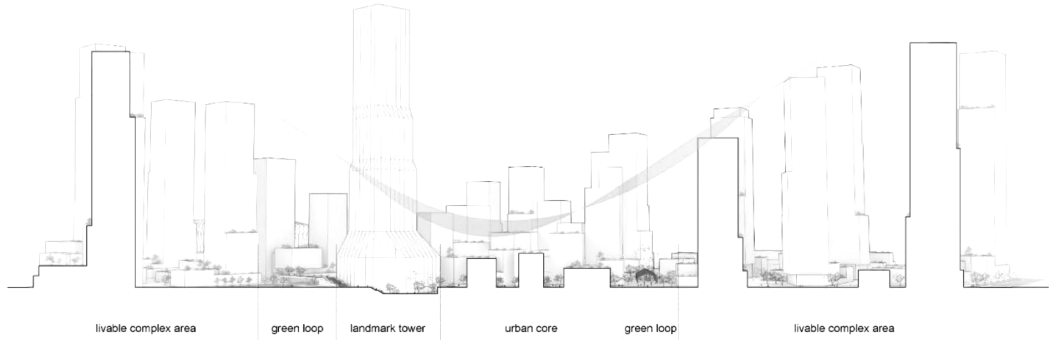 livable complex area
green loop
landmark tower
urban core
green loop
livable complex area